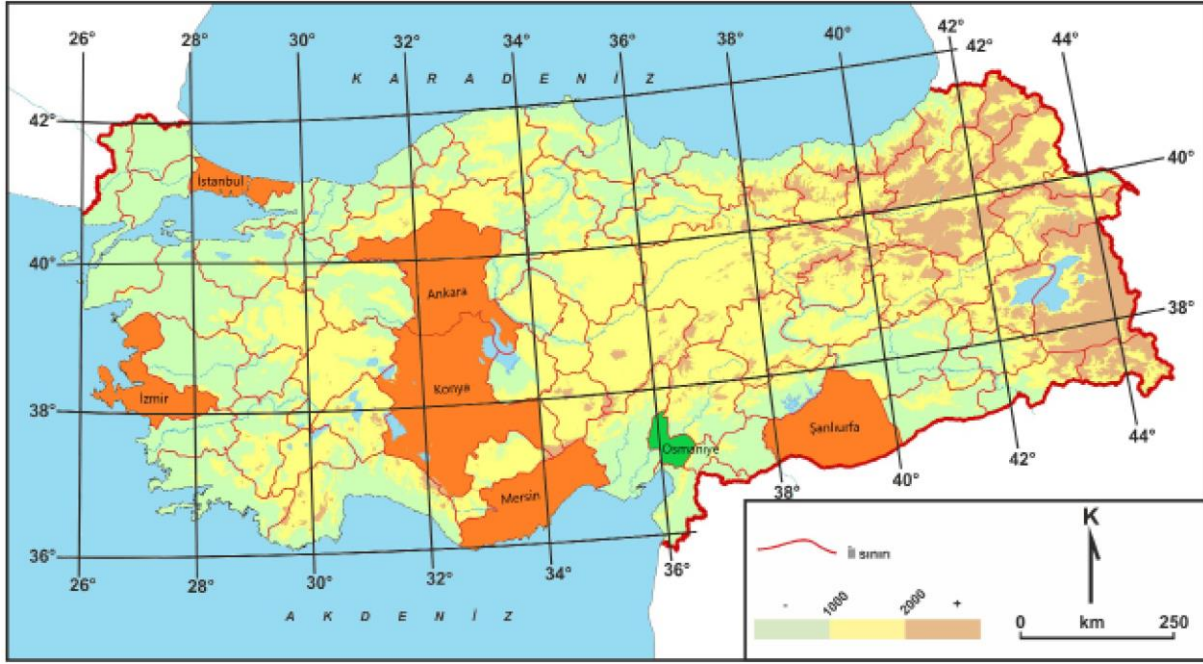 26°
28°
30°
32°
34°
36°
38°
40°
42°
42°
44°
K A R A D E N İ Z
42°
40°
İstanbul
40°
Ankara
38°
Konya
İzmir
38°
Şanlıurfa
Osmaniye
44°
42°
Mersin
40°
38°
36°
36°
26°
28°
30°
32°
34°
A K D E N İ Z
K
İl sınırı
- 1000 2000 +
0 km 250